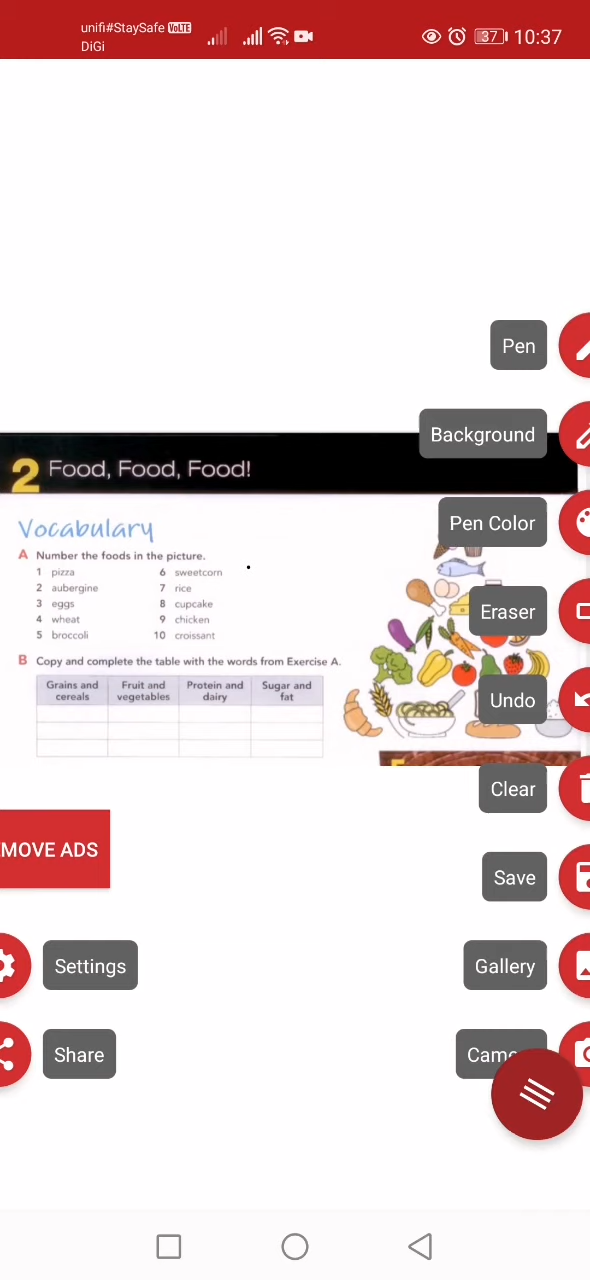 unifi#StaySafe VoLTE
DiGi
37 10:37
Pen
Background
2 Food, Food, Food!
Vocabulary
Pen Color
A Number the foods in the picture.
1 pizza 6 sweetcorn
2 aubergine 7 rice
3 eggs 8 cupcake
4 wheat 9 chicken
5 broccoli 10 croissant
Eraser
B Copy and complete the table with the words from Exercise A.
Grains and cereals Fruit and vegetables Protein and dairy Sugar and fat
Undo
Clear
MOVE ADS
Save
Settings Gallery
Share Came